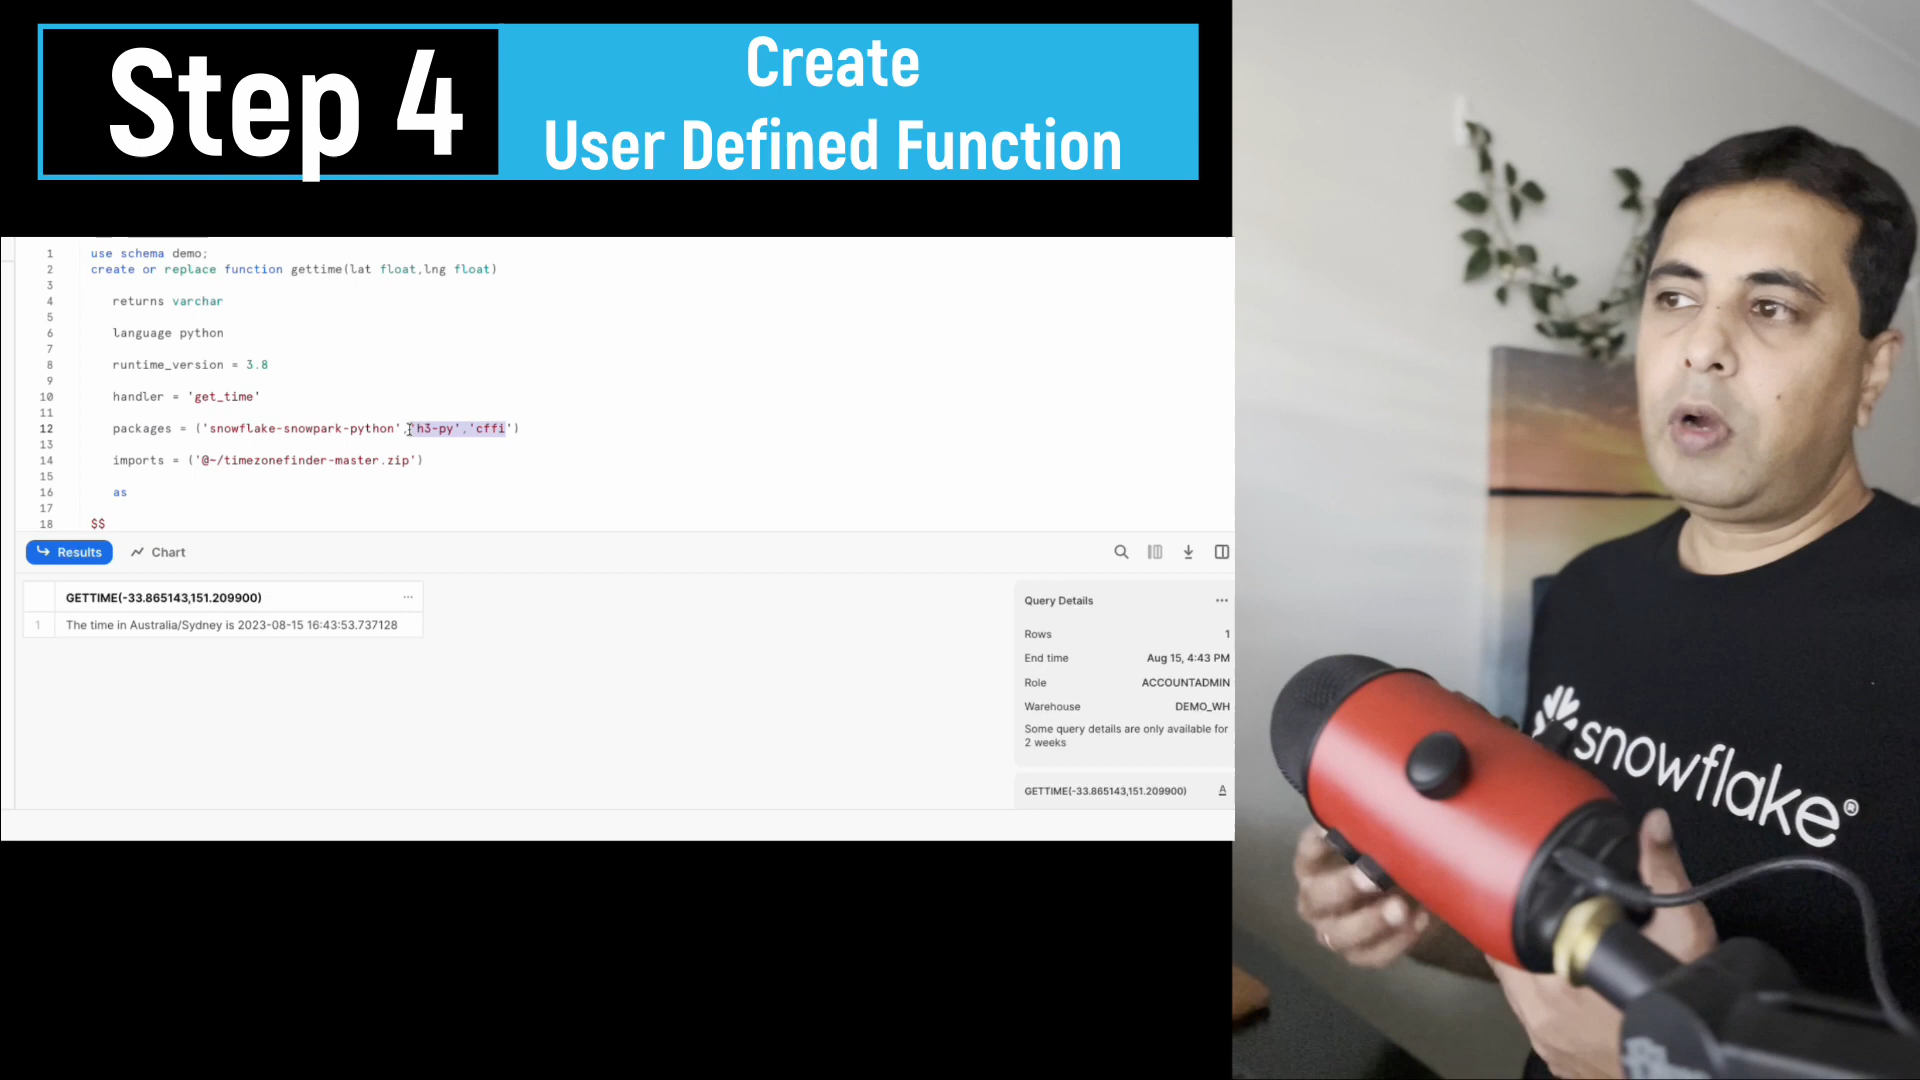 Step 4
Create
User Defined Function
1 use schema demo;
2 create or replace function gettime(lat float,lng float)
3
4 returns varchar
5
6 language python
7
8 runtime_version = 3.8
9
10 handler = 'get_time'
11
12 packages = ('snowflake-snowpark-python','h3-py','cffi')
13
14 imports = ('@~/timezonefinder-master.zip')
15
16 as
17
18 $$
Results
Chart
GETTIME(-33.865143,151.209900) ...
1 The time in Australia/Sydney is 2023-08-15 16:43:53.737128
Query Details ...
Rows 1
End time Aug 15, 4:43 PM
Role ACCOUNTADMIN
Warehouse DEMO_WH
Some query details are only available for
2 weeks
GETTIME(-33.865143,151.209900) A
snowflake®